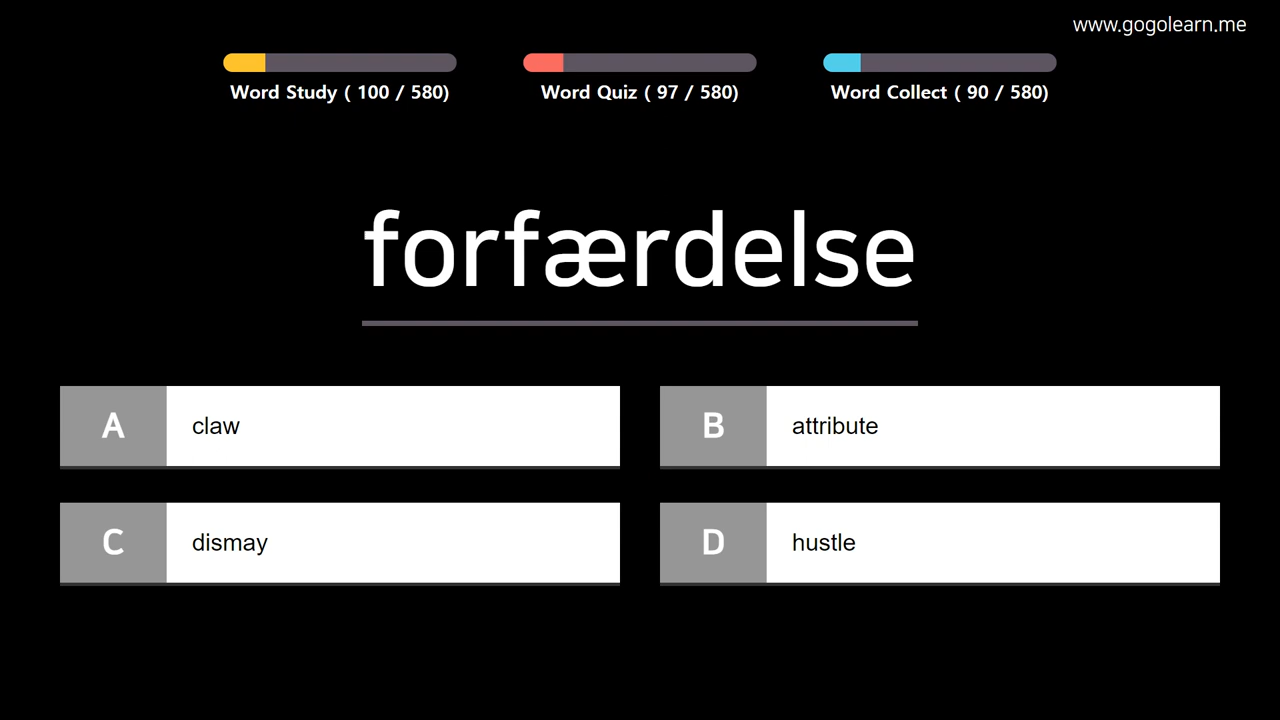 www.gogolearn.me
Word Study ( 100 / 580)
Word Quiz ( 97 / 580)
Word Collect ( 90 / 580)
forfærdelse
A claw
B attribute
C dismay
D hustle